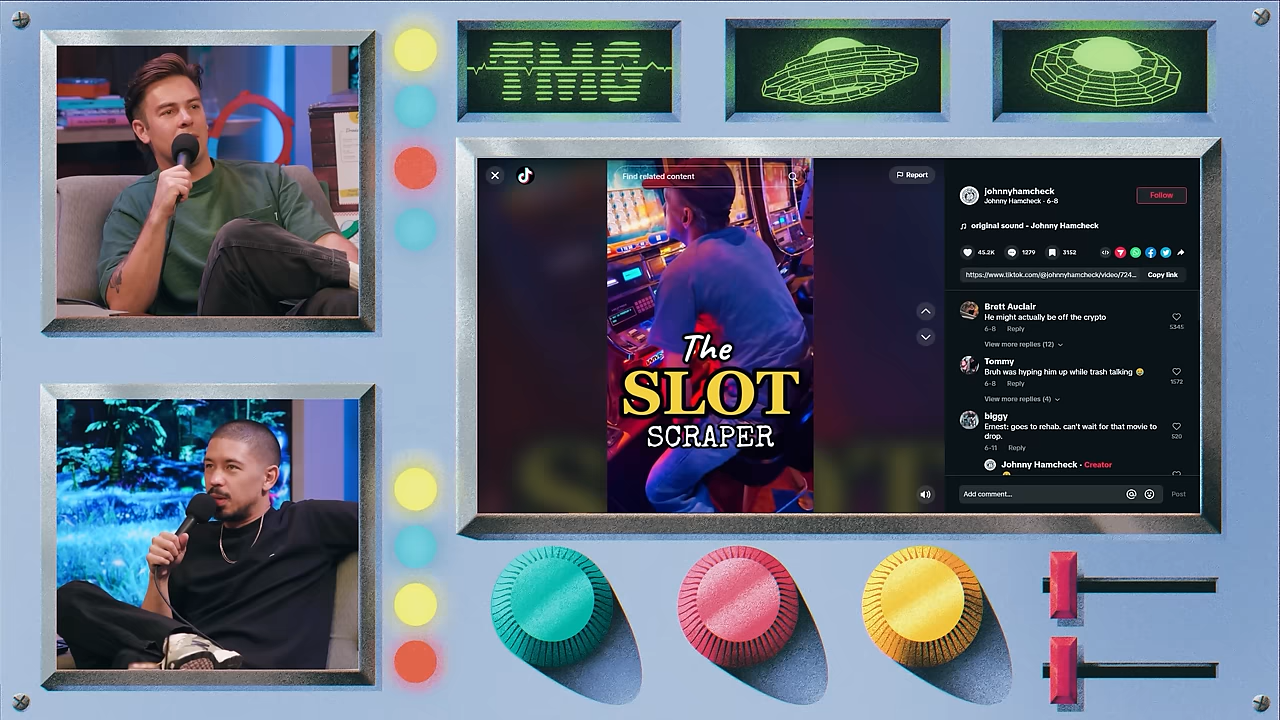 TMG
Find related content
Report
The
SLOT
SCRAPER
johnnyhamcheck
Johnny Hamcheck · 6-8
Follow
original sound - Johnny Hamcheck
45.2K
1279
3152
https://www.tiktok.com/@johnnyhamcheck/video/724...
Copy link
Brett Auclair
He might actually be off the crypto
6-8
Reply
5345
View more replies (12)
Tommy
Bruh was hyping him up while trash talking 😄
6-8
Reply
1572
View more replies (4)
biggy
Ernest: goes to rehab. can't wait for that movie to
drop.
6-11
Reply
520
Johnny Hamcheck · Creator
Add comment...
Post